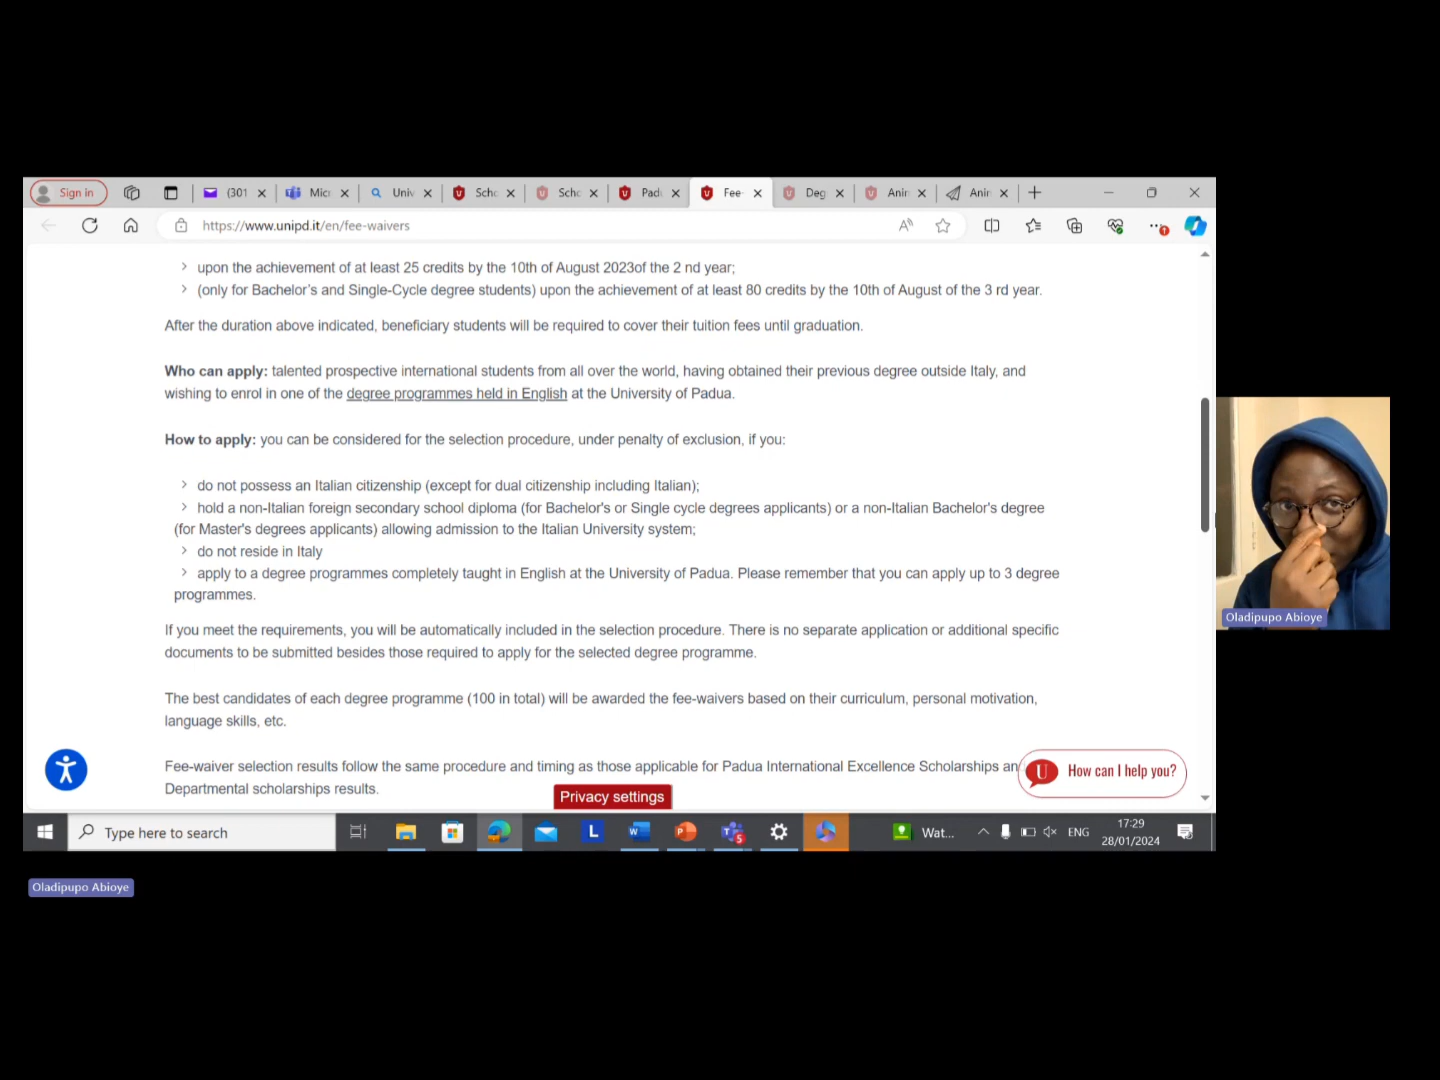 Sign in
(301
Micr
Univ
Scho
Scho
Pad
Fee-
Deg
Anir
Anir
https://www.unipd.it/en/fee-waivers
> upon the achievement of at least 25 credits by the 10th of August 2023of the 2 nd year;
> (only for Bachelor's and Single-Cycle degree students) upon the achievement of at least 80 credits by the 10th of August of the 3 rd year.
After the duration above indicated, beneficiary students will be required to cover their tuition fees until graduation.
Who can apply: talented prospective international students from all over the world, having obtained their previous degree outside Italy, and
wishing to enrol in one of the degree programmes held in English at the University of Padua.
How to apply: you can be considered for the selection procedure, under penalty of exclusion, if you:
> do not possess an Italian citizenship (except for dual citizenship including Italian);
> hold a non-Italian foreign secondary school diploma (for Bachelor's or Single cycle degrees applicants) or a non-Italian Bachelor's degree
(for Master's degrees applicants) allowing admission to the Italian University system;
> do not reside in Italy
> apply to a degree programmes completely taught in English at the University of Padua. Please remember that you can apply up to 3 degree
programmes.
If you meet the requirements, you will be automatically included in the selection procedure. There is no separate application or additional specific
documents to be submitted besides those required to apply for the selected degree programme.
The best candidates of each degree programme (100 in total) will be awarded the fee-waivers based on their curriculum, personal motivation,
language skills, etc.
Fee-waiver selection results follow the same procedure and timing as those applicable for Padua International Excellence Scholarships an
Departmental scholarships results.
How can I help you?
Privacy settings
Oladipupo Abioye
Type here to search
Wat...
ENG
17:29
28/01/2024
Oladipupo Abioye